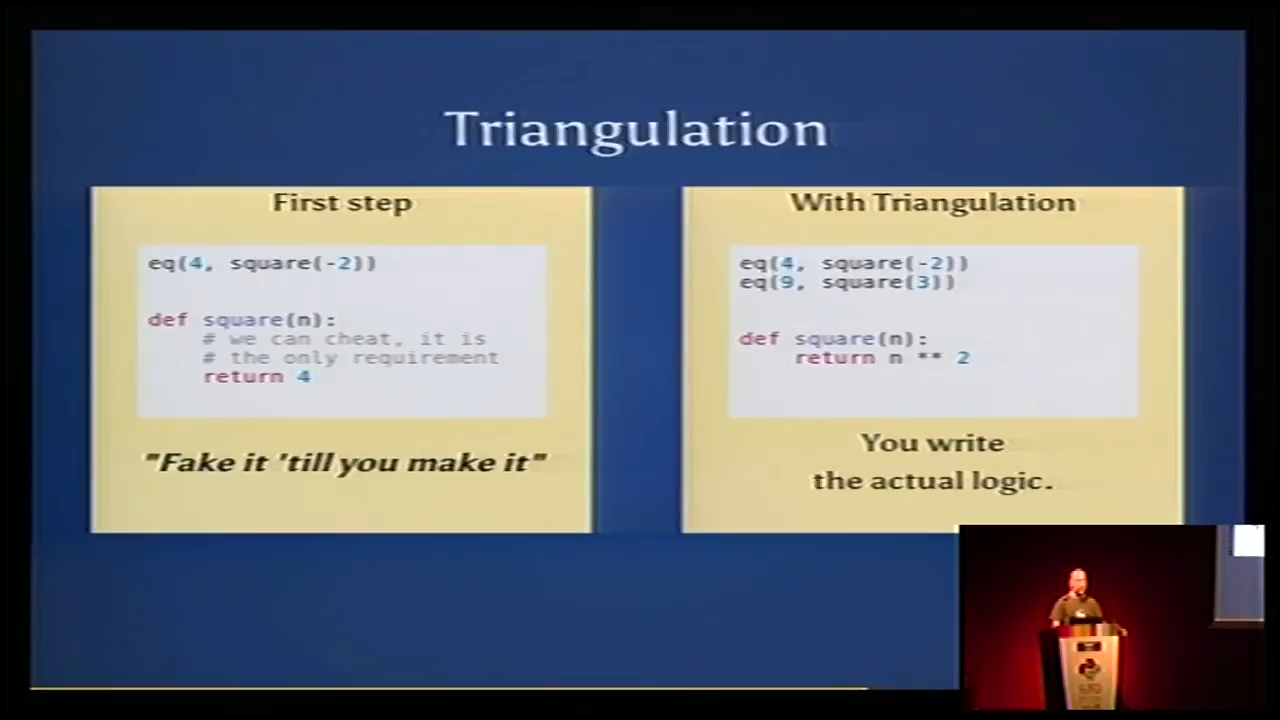 Triangulation
First step
eq(4, square(-2))
def square(n):
# we can cheat, it is
# the only requirement
return 4
"Fake it 'till you make it"
With Triangulation
eq(4, square(-2))
eq(9, square(3))
def square(n):
return n ** 2
You write
the actual logic.